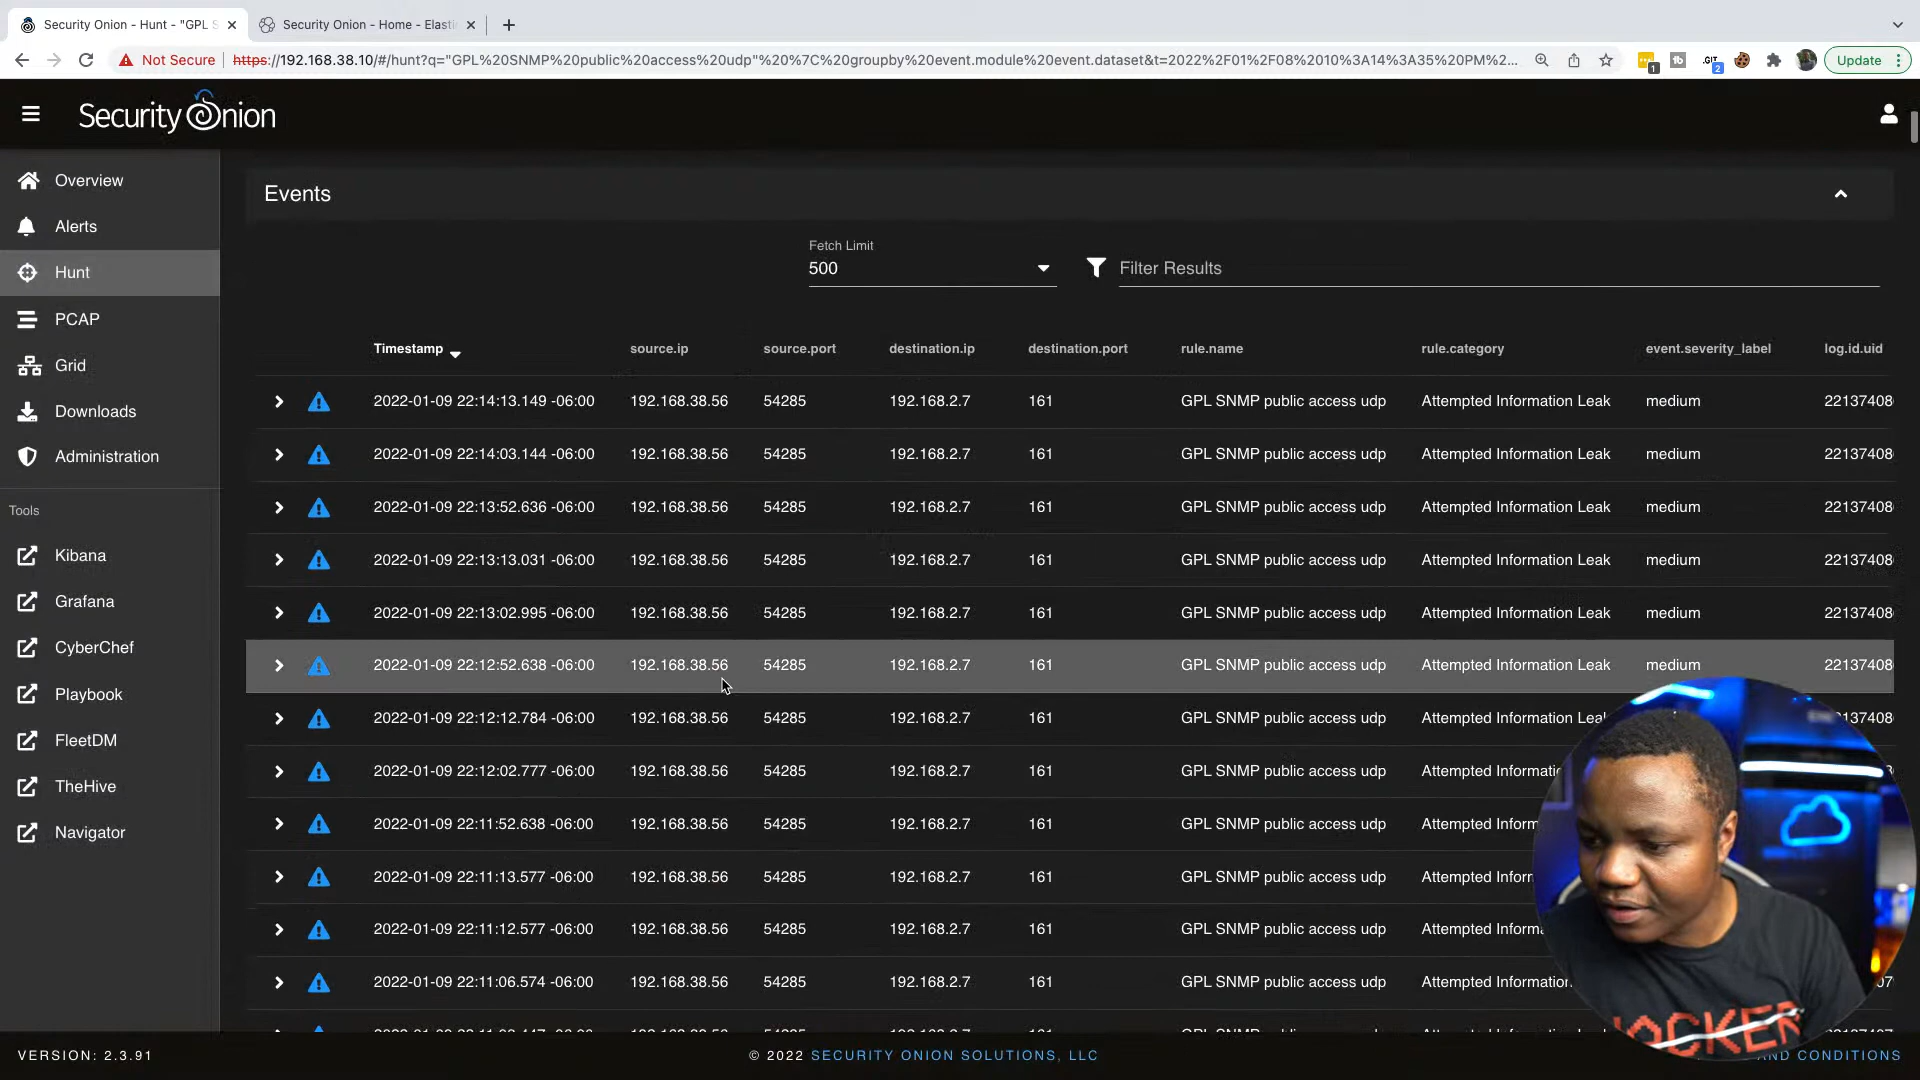 Security Onion - Hunt - "GPL S
Security Onion - Home - Elasti
Not Secure
https://192.168.38.10/#/hunt?q="GPL%20SNMP%20public%20access%20udp"%20%7C%20groupby%20event.module%20event.dataset&t=2022%2F01%2F08%2010%3A14%3A35%20PM%2...
1
.GIT
2
Update
Security Onion
Overview
Alerts
Hunt
PCAP
Grid
Downloads
Administration
Tools
Kibana
Grafana
CyberChef
Playbook
FleetDM
TheHive
Navigator
Events
Fetch Limit
500
Filter Results
Timestamp source.ip source.port destination.ip destination.port rule.name rule.category event.severity_label log.id.uid
2022-01-09 22:14:13.149 -06:00 192.168.38.56 54285 192.168.2.7 161 GPL SNMP public access udp Attempted Information Leak medium 22137408
2022-01-09 22:14:03.144 -06:00 192.168.38.56 54285 192.168.2.7 161 GPL SNMP public access udp Attempted Information Leak medium 22137408
2022-01-09 22:13:52.636 -06:00 192.168.38.56 54285 192.168.2.7 161 GPL SNMP public access udp Attempted Information Leak medium 22137408
2022-01-09 22:13:13.031 -06:00 192.168.38.56 54285 192.168.2.7 161 GPL SNMP public access udp Attempted Information Leak medium 22137408
2022-01-09 22:13:02.995 -06:00 192.168.38.56 54285 192.168.2.7 161 GPL SNMP public access udp Attempted Information Leak medium 22137408
2022-01-09 22:12:52.638 -06:00 192.168.38.56 54285 192.168.2.7 161 GPL SNMP public access udp Attempted Information Leak medium 22137408
2022-01-09 22:12:12.784 -06:00 192.168.38.56 54285 192.168.2.7 161 GPL SNMP public access udp Attempted Information Lea 137408
2022-01-09 22:12:02.777 -06:00 192.168.38.56 54285 192.168.2.7 161 GPL SNMP public access udp Attempted Informati
2022-01-09 22:11:52.638 -06:00 192.168.38.56 54285 192.168.2.7 161 GPL SNMP public access udp Attempted Inform
2022-01-09 22:11:13.577 -06:00 192.168.38.56 54285 192.168.2.7 161 GPL SNMP public access udp Attempted Infor
2022-01-09 22:11:12.577 -06:00 192.168.38.56 54285 192.168.2.7 161 GPL SNMP public access udp Attempted Inform
2022-01-09 22:11:06.574 -06:00 192.168.38.56 54285 192.168.2.7 161 GPL SNMP public access udp Attempted Information
VERSION: 2.3.91
© 2022 SECURITY ONION SOLUTIONS, LLC
AND CONDITIONS